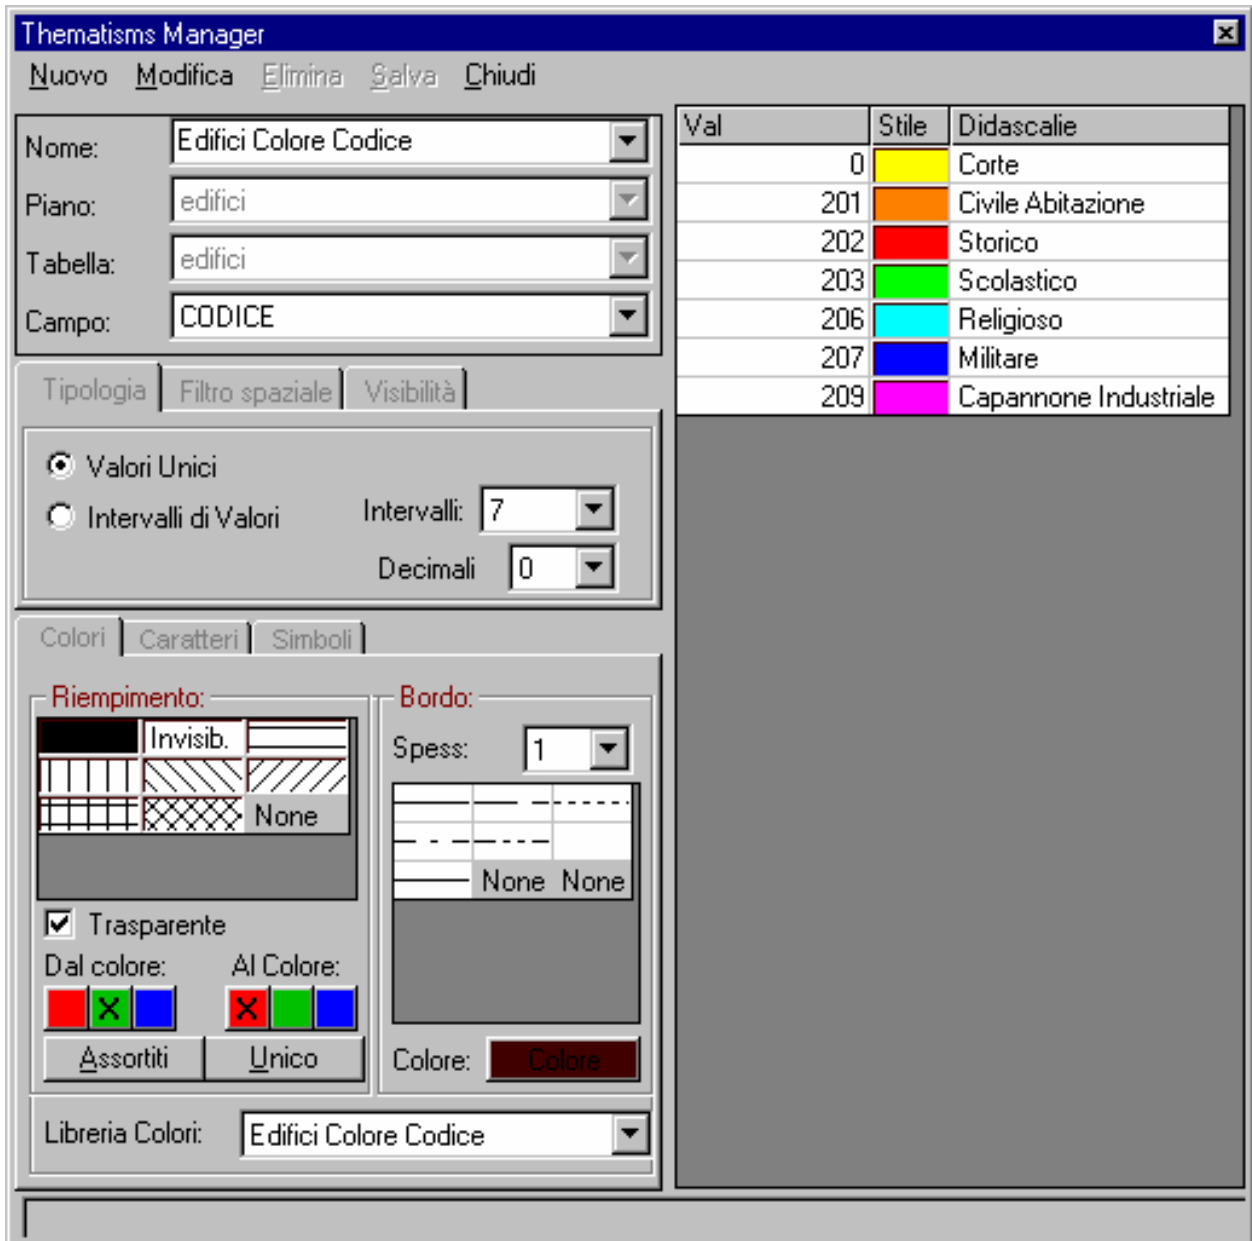 Thematisms Manager
Nuovo Modifica Elimina Salva Chiudi
Nome: Edifici Colore Codice
Piano: edifici
Tabella: edifici
Campo: CODICE
Tipologia Filtro spaziale Visibilità
Valori Unici
Intervalli di Valori Intervalli: 7
Decimali 0
Colori Caratteri Simboli
Riempimento:
Invisib.
None
Trasparente
Dal colore: Al Colore:
X X
Assortiti Unico
Bordo:
Spess: 1
None None
Colore: Colore
Libreria Colori: Edifici Colore Codice
Val Stile Didascalie
0 Corte
201 Civile Abitazione
202 Storico
203 Scolastico
206 Religioso
207 Militare
209 Capannone Industriale